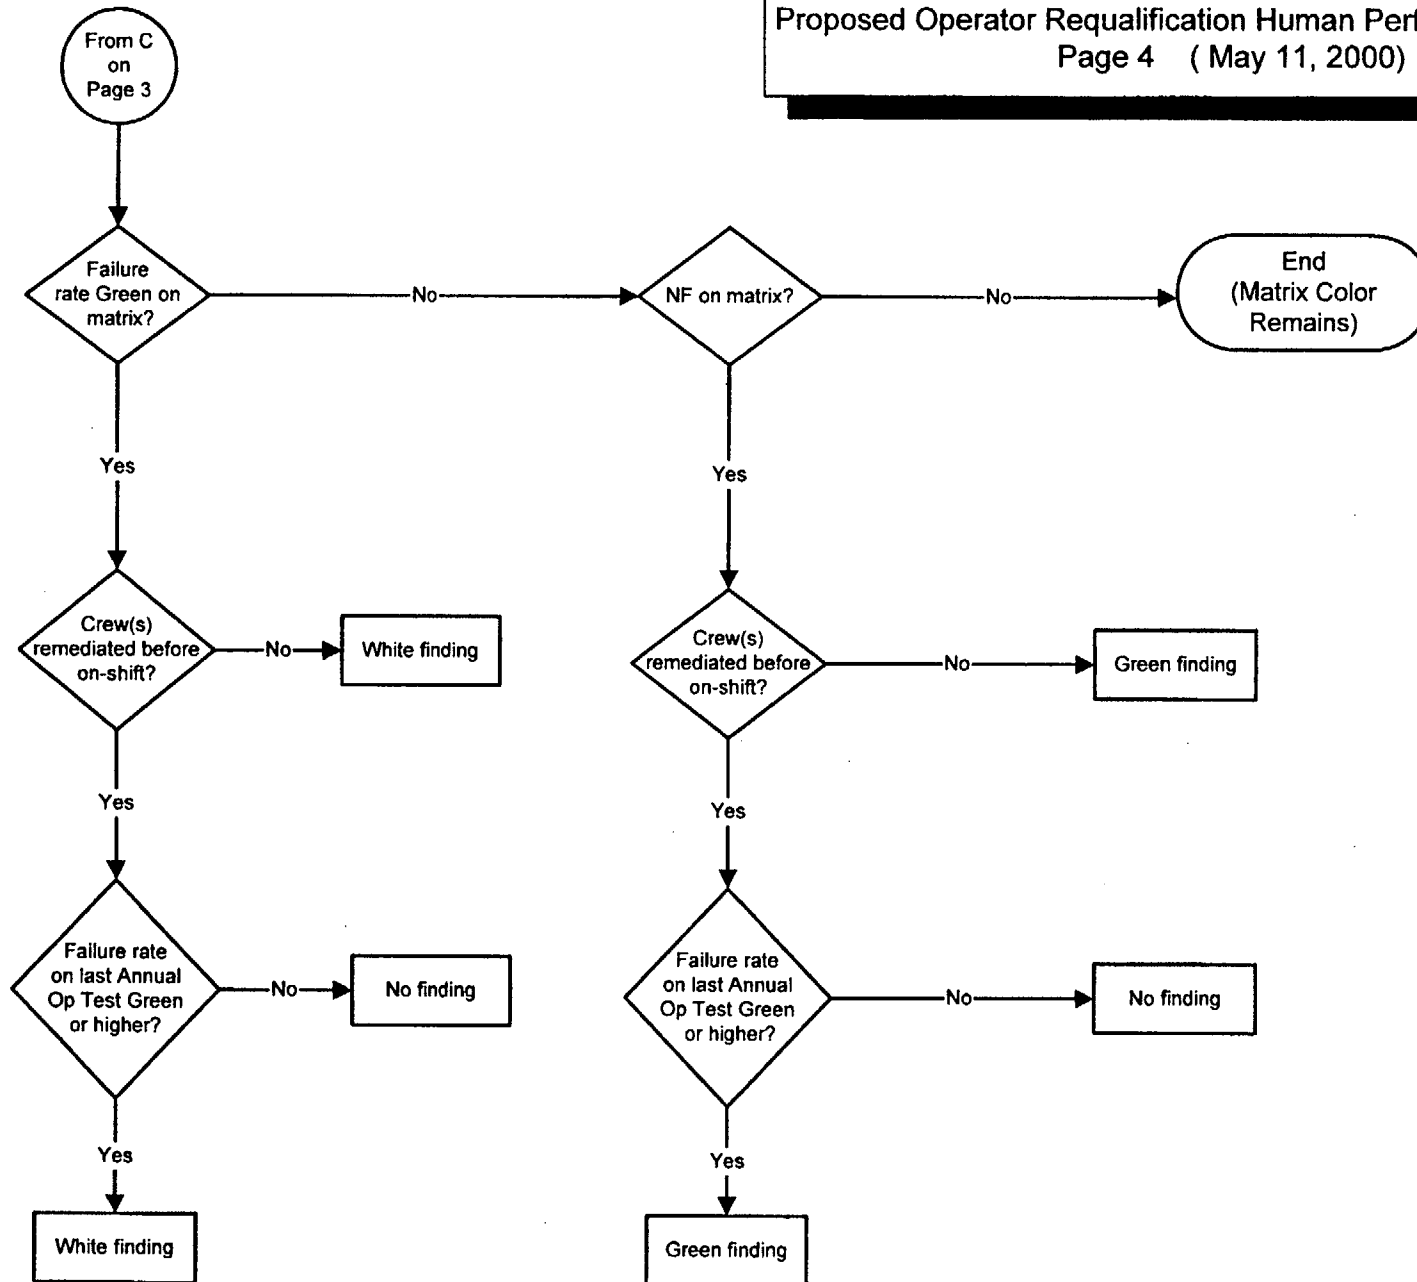 Proposed Operator Requalification Human
Page 4 ( May 11, 2000)
From C
on
Page 3
Failure
rate Green on
matrix?
No
NF on matrix?
No
End
(Matrix Color
Remains)
Yes
Yes
Crew(s)
remediated before
on-shift?
No
White finding
Crew(s)
remediated before
on-shift?
No
Green finding
Yes
Yes
Failure rate
on last Annual
Op Test Green
or higher?
No
No finding
Failure rate
on last Annual
Op Test Green
or higher?
No
No finding
Yes
Yes
White finding
Green finding